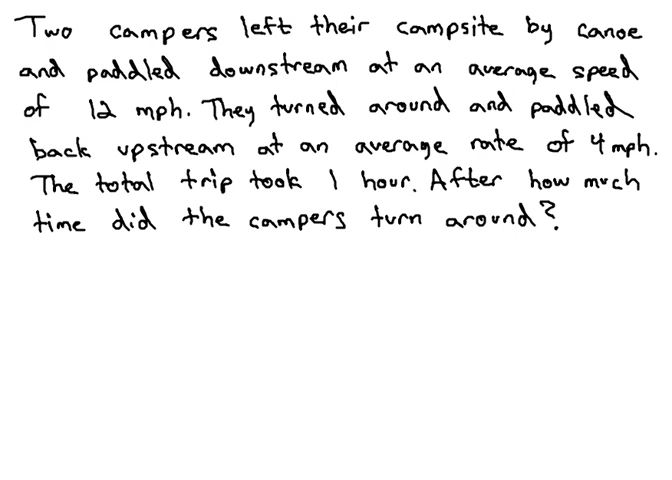 Two campers left their campsite by canoe
and paddled downstream at an average speed
of 12 mph. They turned around and paddled
back upstream at an average rate of 4 mph.
The total trip took 1 hour. After how much
time did the campers turn around?